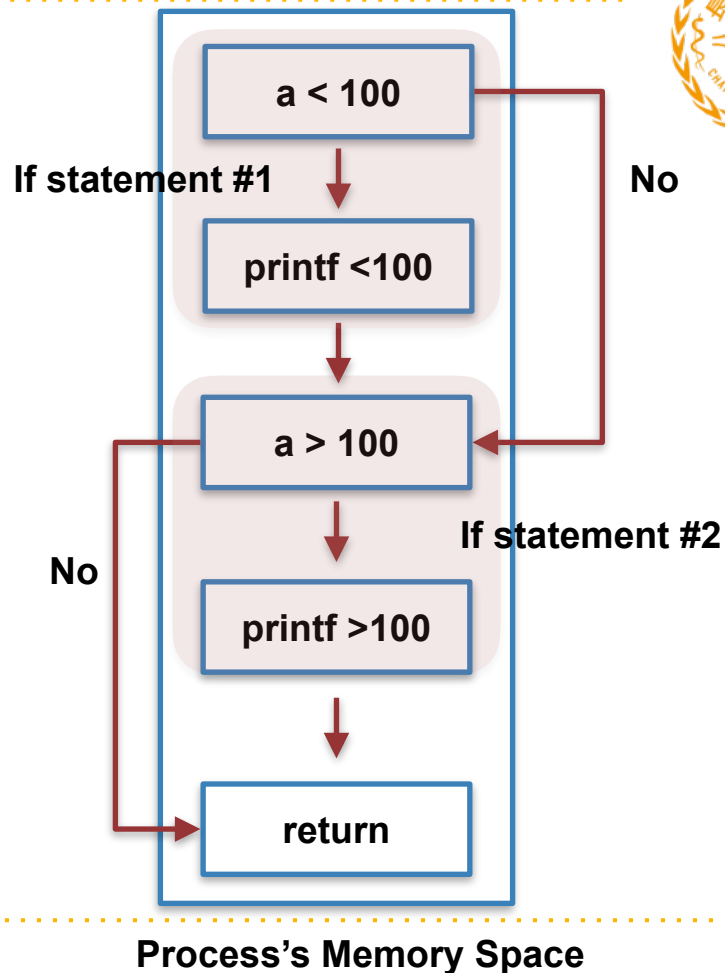 a < 100
If statement #1
No
printf <100
a > 100
If statement #2
No
printf >100
return
Process's Memory Space